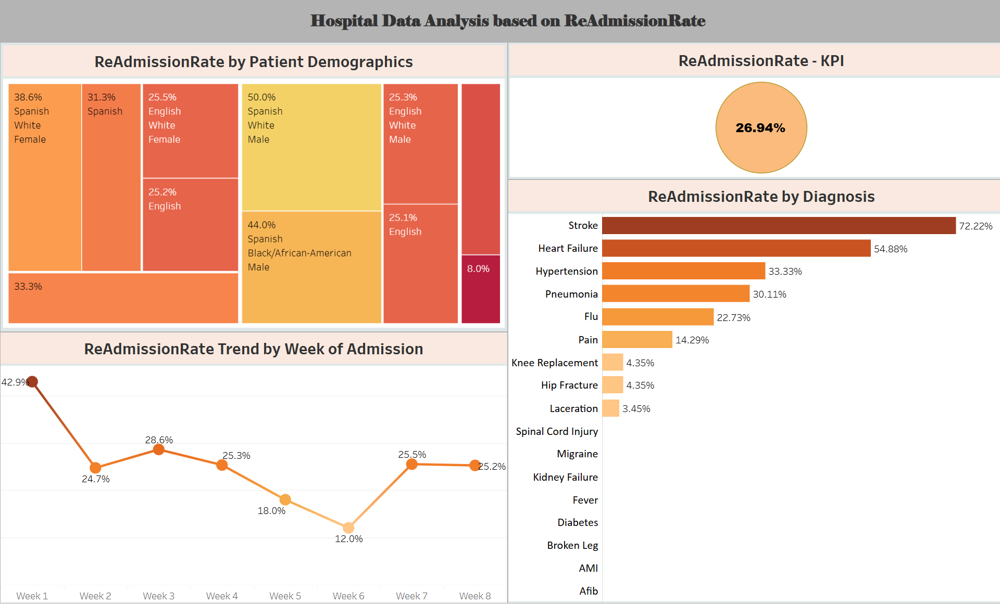 Hospital Data Analysis based on ReAdmissionRate
ReAdmissionRate by Patient Demographics
38.6%
Spanish
White
Female
31.3%
Spanish
25.5%
English
White
Female
25.2%
English
33.3%
50.0%
Spanish
White
Male
44.0%
Spanish
Black/African-American
Male
25.3%
English
White
Male
25.1%
English
8.0%
ReAdmissionRate Trend by Week of Admission
42.9%
24.7%
28.6%
25.3%
18.0%
12.0%
25.5%
25.2%
Week 1
Week 2
Week 3
Week 4
Week 5
Week 6
Week 7
Week 8
ReAdmissionRate - KPI
26.94%
ReAdmissionRate by Diagnosis
Stroke 72.22%
Heart Failure 54.88%
Hypertension 33.33%
Pneumonia 30.11%
Flu 22.73%
Pain 14.29%
Knee Replacement 4.35%
Hip Fracture 4.35%
Laceration 3.45%
Spinal Cord Injury
Migraine
Kidney Failure
Fever
Diabetes
Broken Leg
AMI
Afib